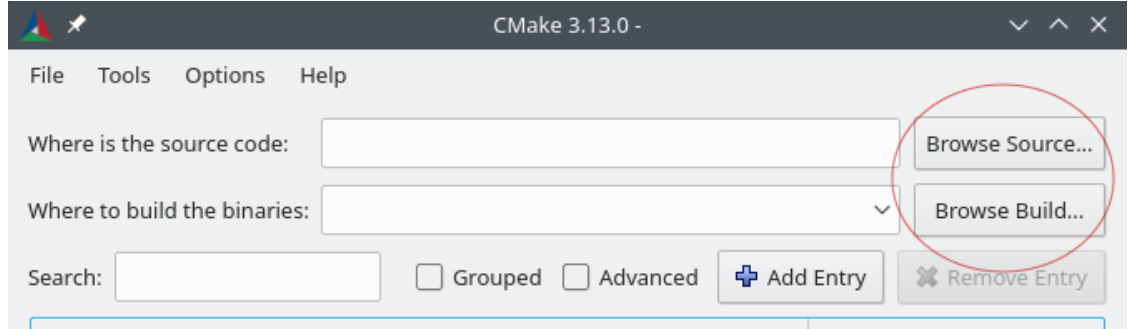 CMake 3.13.0 -
File Tools Options Help
Where is the source code: Browse Source...
Where to build the binaries: Browse Build...
Search: Grouped Advanced Add Entry Remove Entry